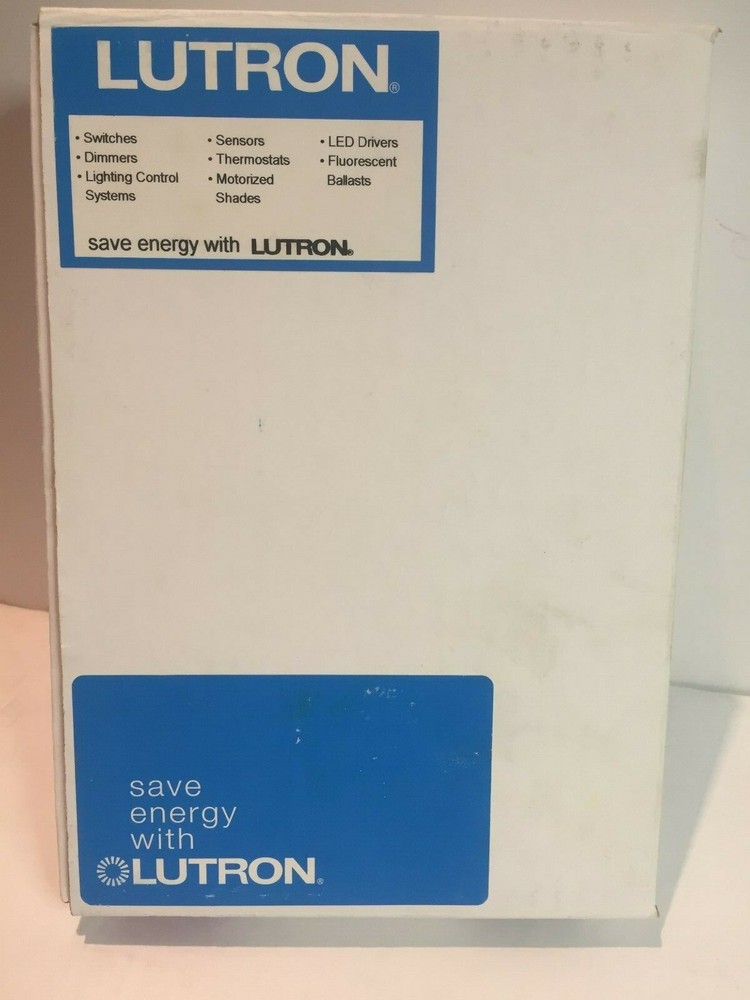 LUTRON®
• Switches
• Dimmers
• Lighting Control
Systems
• Sensors
• Thermostats
• Motorized
Shades
• LED Drivers
• Fluorescent
Ballasts
save energy with LUTRON®
save
energy
with
LUTRON®